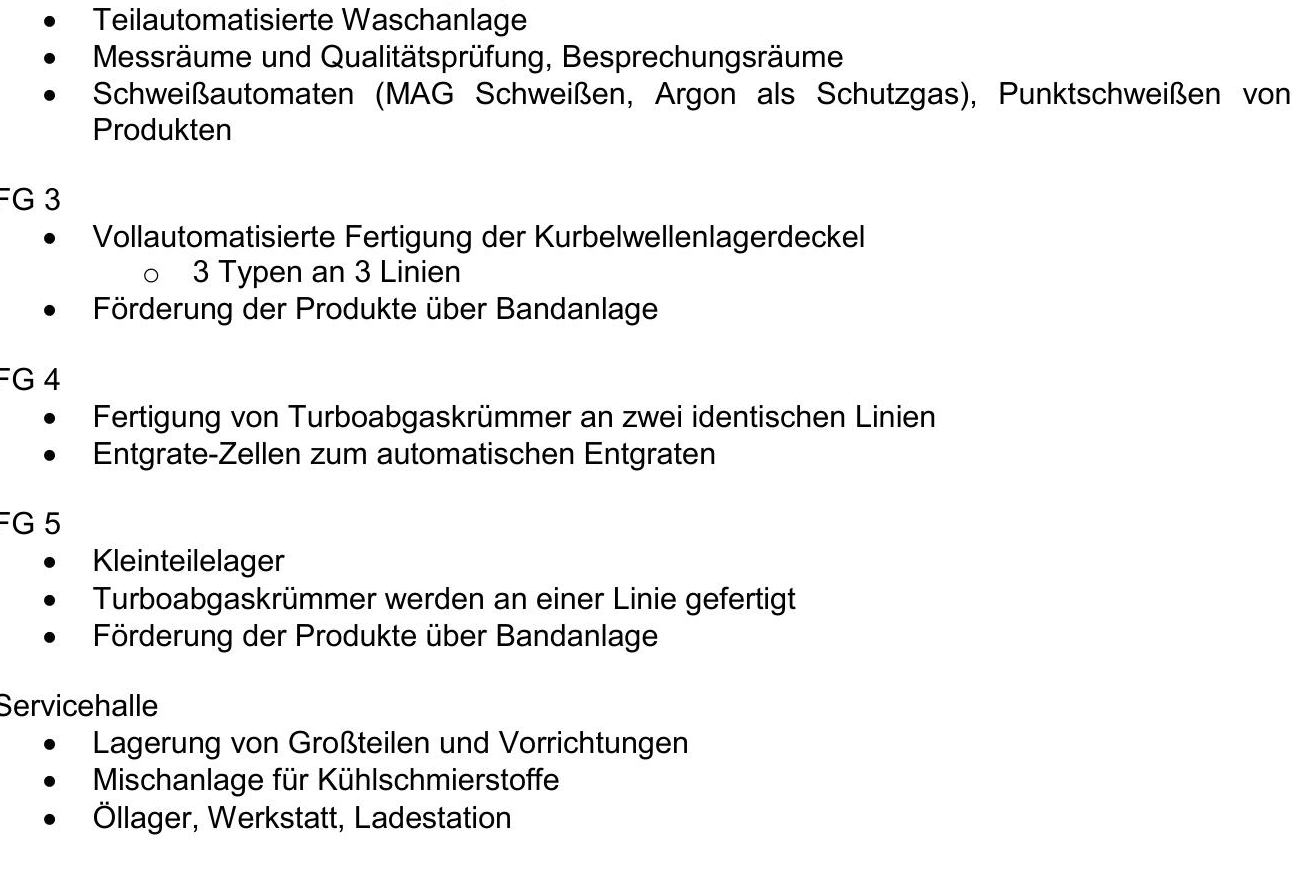 • Teilautomatisierte Waschanlage
• Messräume und Qualitätsprüfung, Besprechungsräume
• Schweißautomaten (MAG Schweißen, Argon als Schutzgas), Punktschweißen von
Produkten
FG 3
• Vollautomatisierte Fertigung der Kurbelwellenlagerdeckel
o 3 Typen an 3 Linien
• Förderung der Produkte über Bandanlage
FG 4
• Fertigung von Turboabgaskrümmer an zwei identischen Linien
• Entgrate-Zellen zum automatischen Entgraten
FG 5
• Kleinteilelager
• Turboabgaskrümmer werden an einer Linie gefertigt
• Förderung der Produkte über Bandanlage
Servicehalle
• Lagerung von Großteilen und Vorrichtungen
• Mischanlage für Kühlschmierstoffe
• Öllager, Werkstatt, Ladestation